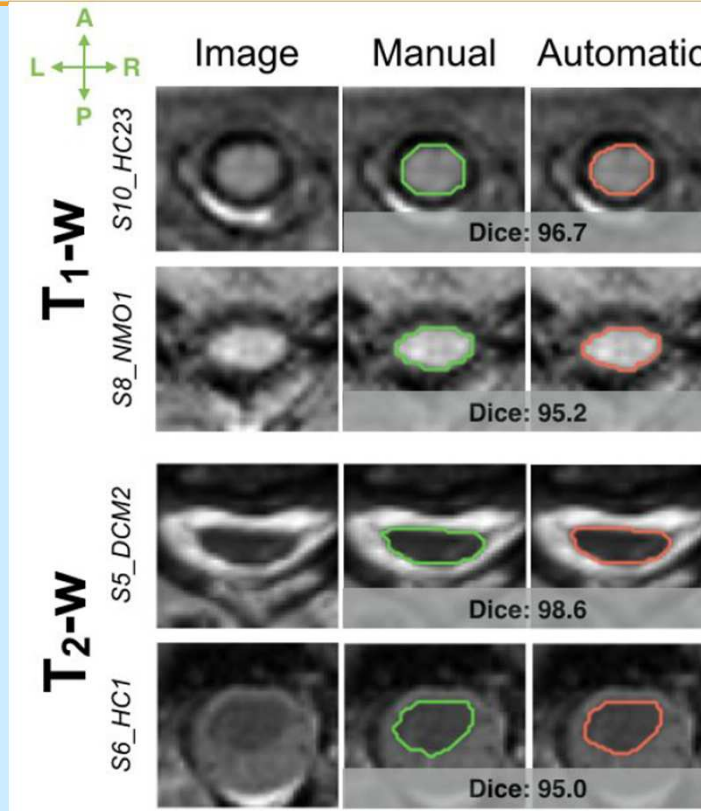 A
L R
P
Image Manual Automatic
T1-w
S10_HC23
Dice: 96.7
S8_NMO1
Dice: 95.2
T2-w
S5_DCM2
Dice: 98.6
S6_HC1
Dice: 95.0